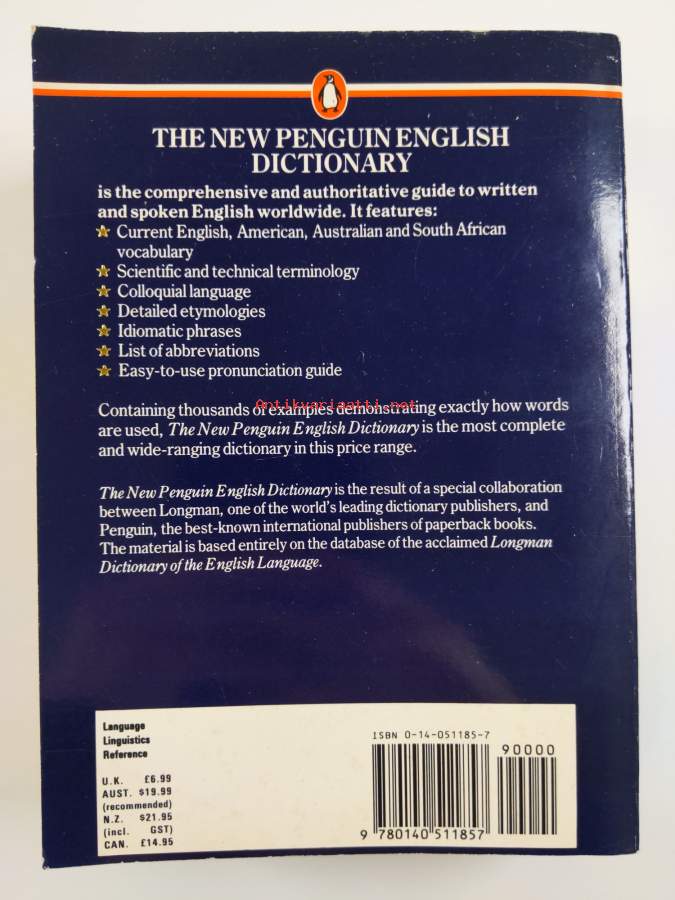 THE NEW PENGUIN ENGLISH
DICTIONARY
is the comprehensive and authoritative guide to written
and spoken English worldwide. It features:
Current English, American, Australian and South African
vocabulary
Scientific and technical terminology
Colloquial language
Detailed etymologies
Idiomatic phrases
List of abbreviations
Easy-to-use pronunciation guide
Antikvariaatti.net
Containing thousands of examples demonstrating exactly how words
are used, The New Penguin English Dictionary is the most complete
and wide-ranging dictionary in this price range.
The New Penguin English Dictionary is the result of a special collaboration
between Longman, one of the world's leading dictionary publishers, and
Penguin, the best-known international publishers of paperback books.
The material is based entirely on the database of the acclaimed Longman
Dictionary of the English Language.
Language
Linguistics
Reference
U.K. £6.99
AUST. $19.99
(recommended)
N.Z. $21.95
(incl. GST)
CAN. £14.95
ISBN 0-14-051185-7
90000
9 780140 511857